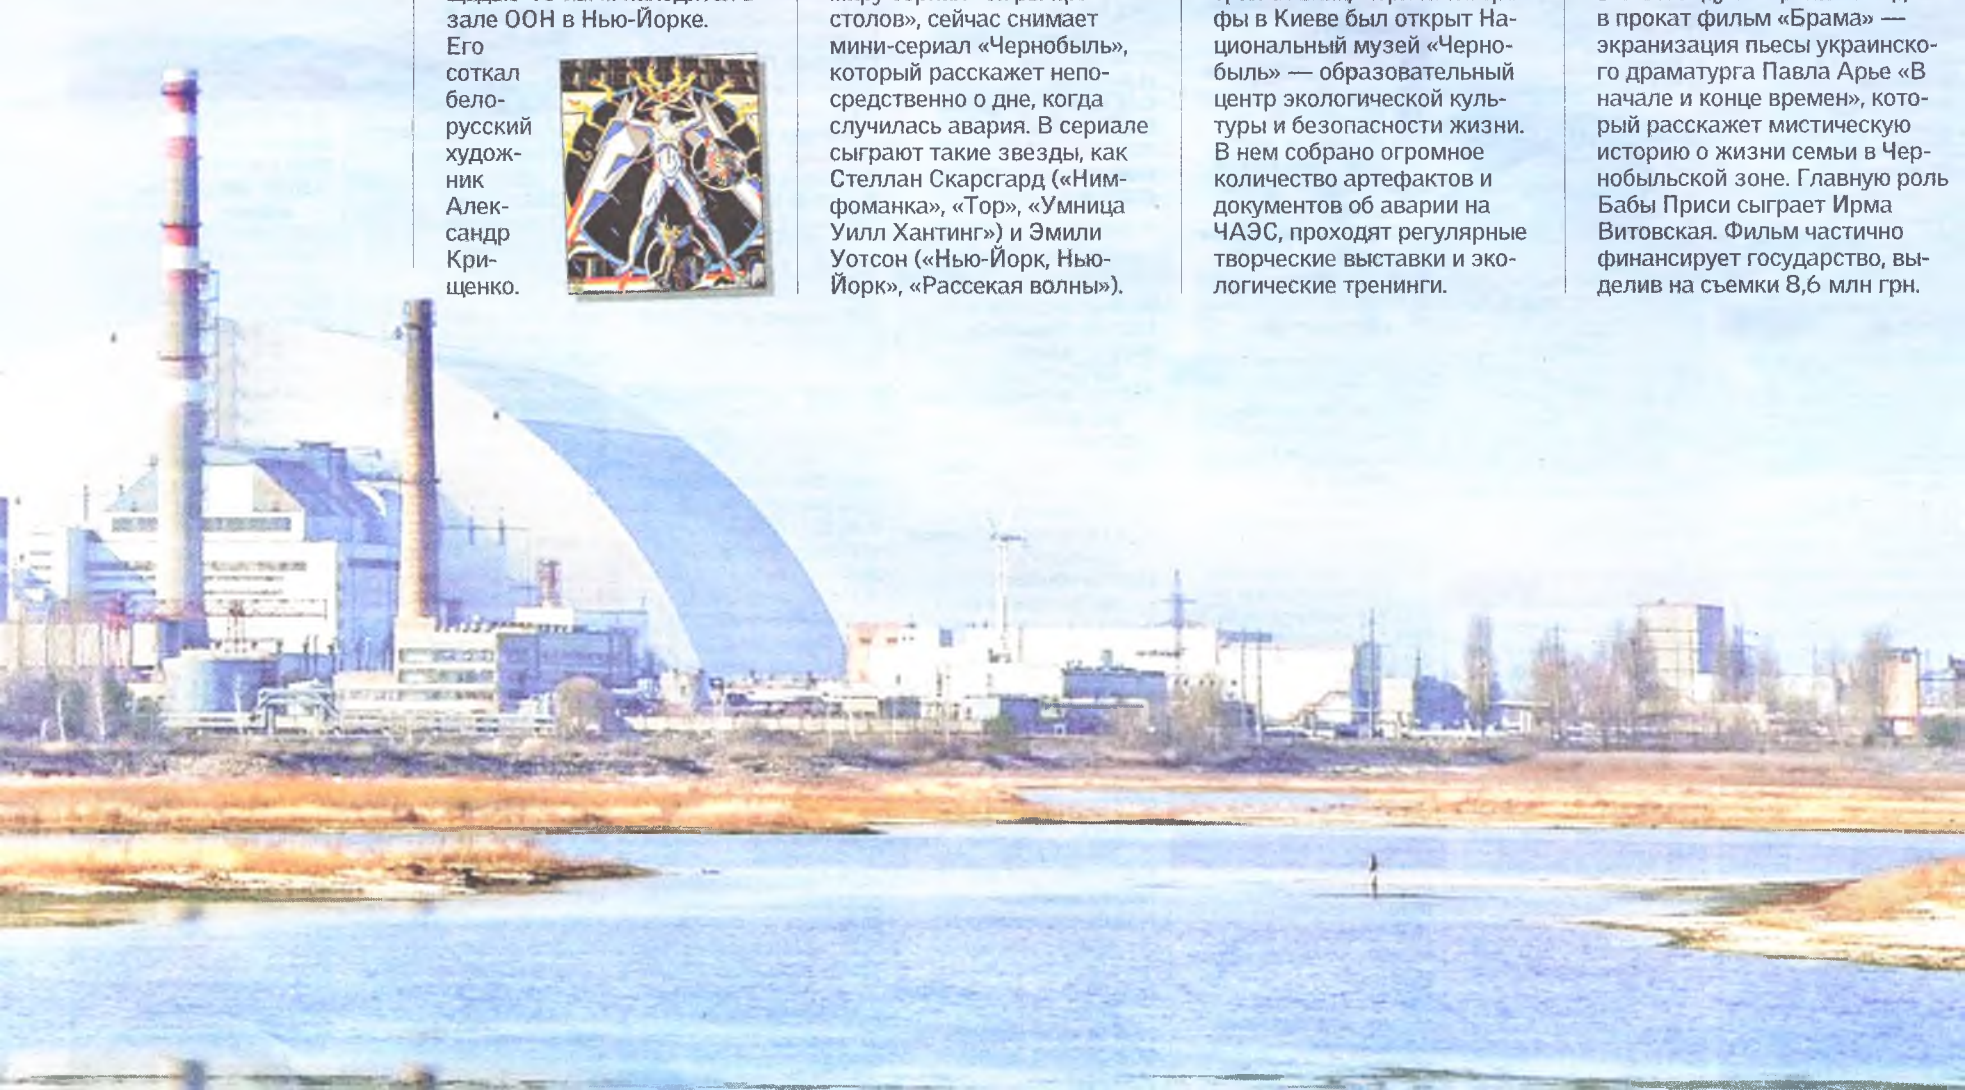 зале ООН в Нью-Йорке.
Его
соткал
бело-
русский
худож-
ник
Алек-
сандр
Кри-
щенко.
столов», сейчас снимает
мини-сериал «Чернобыль»,
который расскажет непо-
средственно о дне, когда
случилась авария. В сериале
сыграют такие звезды, как
Стеллан Скарсгард («Ним-
фоманка», «Тор», «Умница
Уилл Хантинг») и Эмили
Уотсон («Нью-Йорк, Нью-
Йорк», «Рассекая волны»).
фы в Киеве был открыт На-
циональный музей «Черно-
быль» — образовательный
центр экологической куль-
туры и безопасности жизни.
В нем собрано огромное
количество артефактов и
документов об аварии на
ЧАЭС, проходят регулярные
творческие выставки и эко-
логические тренинги.
в прокат фильм «Брама» —
экранизация пьесы украинско-
го драматурга Павла Арье «В
начале и конце времен», кото-
рый расскажет мистическую
историю о жизни семьи в Чер-
нобыльской зоне. Главную роль
Бабы Приси сыграет Ирма
Витовская. Фильм частично
финансирует государство, вы-
делив на съемки 8,6 млн грн.